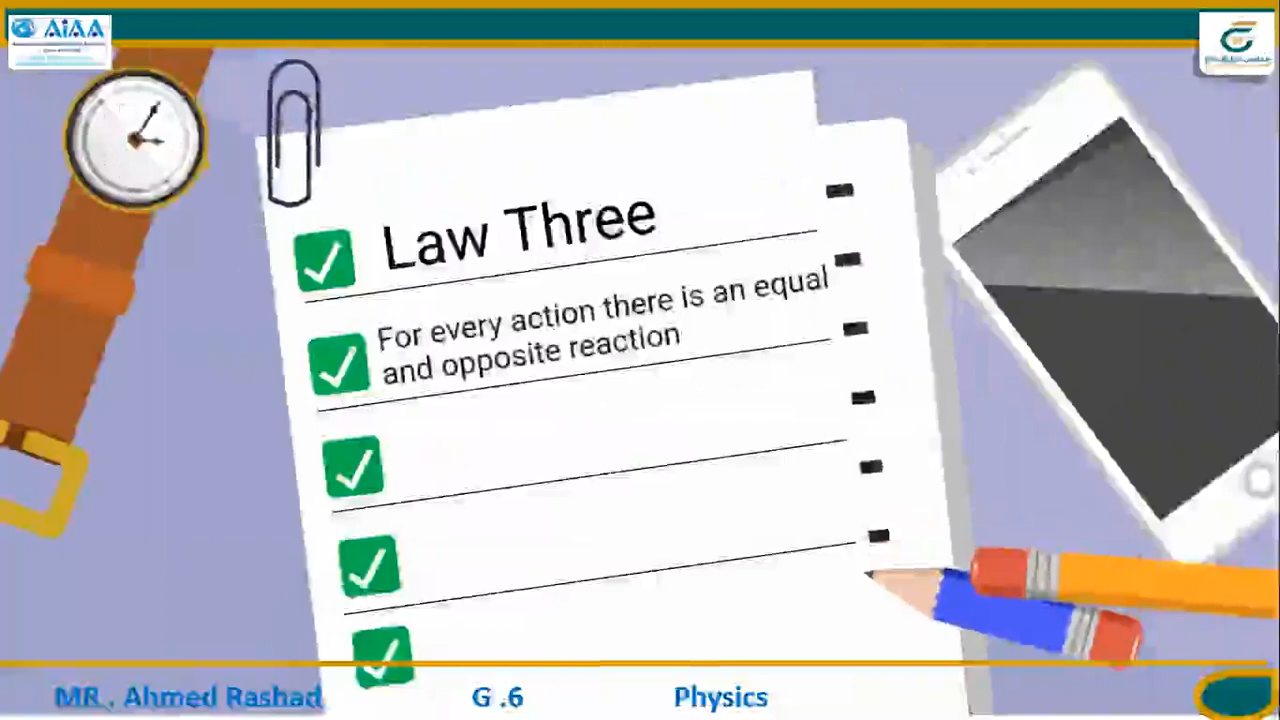 AiAA
Law Three
For every action there is an equal
and opposite reaction
MR . Ahmed Rashad G .6 Physics